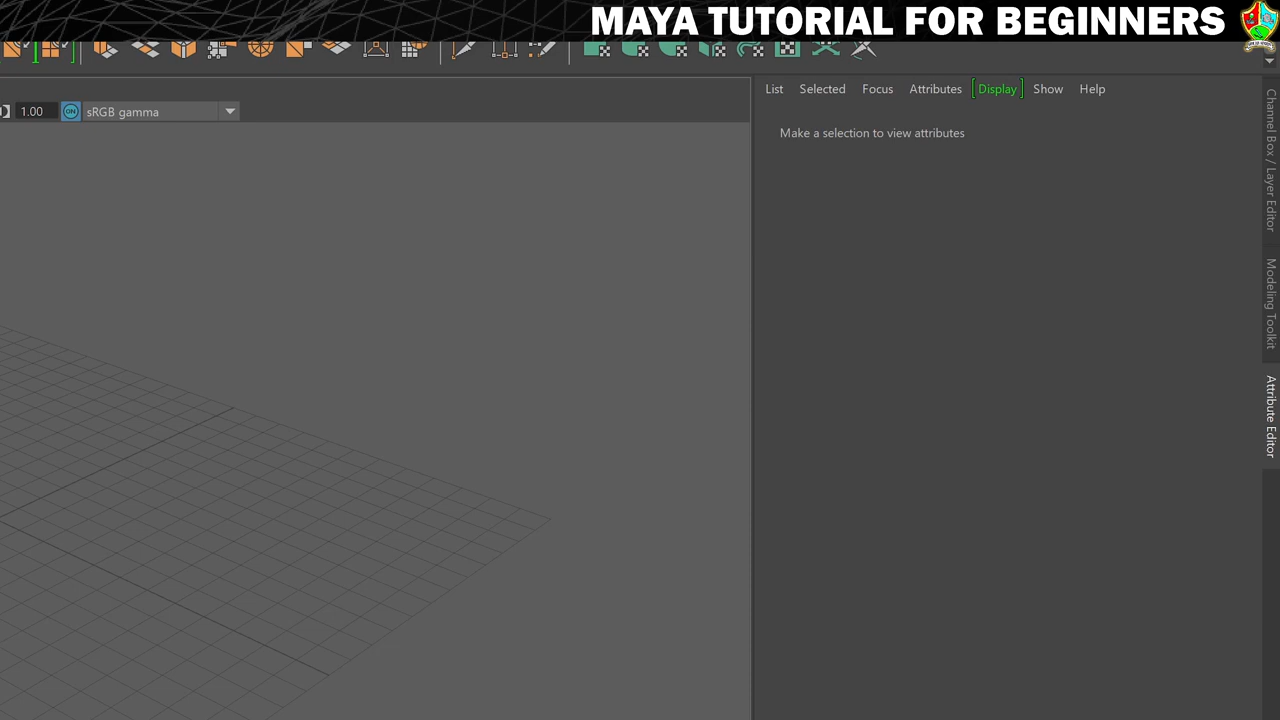 MAYA TUTORIAL FOR BEGINNERS
List Selected Focus Attributes [Display] Show Help
1.00 ON sRGB gamma
Make a selection to view attributes
Channel Box / Layer Editor
Modeling Toolkit
Attribute Editor